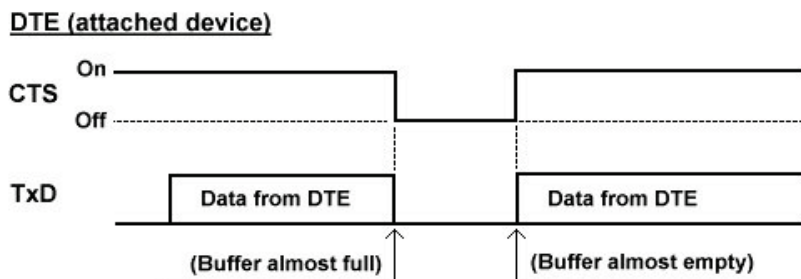 DTE (attached device)
On
CTS
Off
TxD
Data from DTE Data from DTE
(Buffer almost full) (Buffer almost empty)